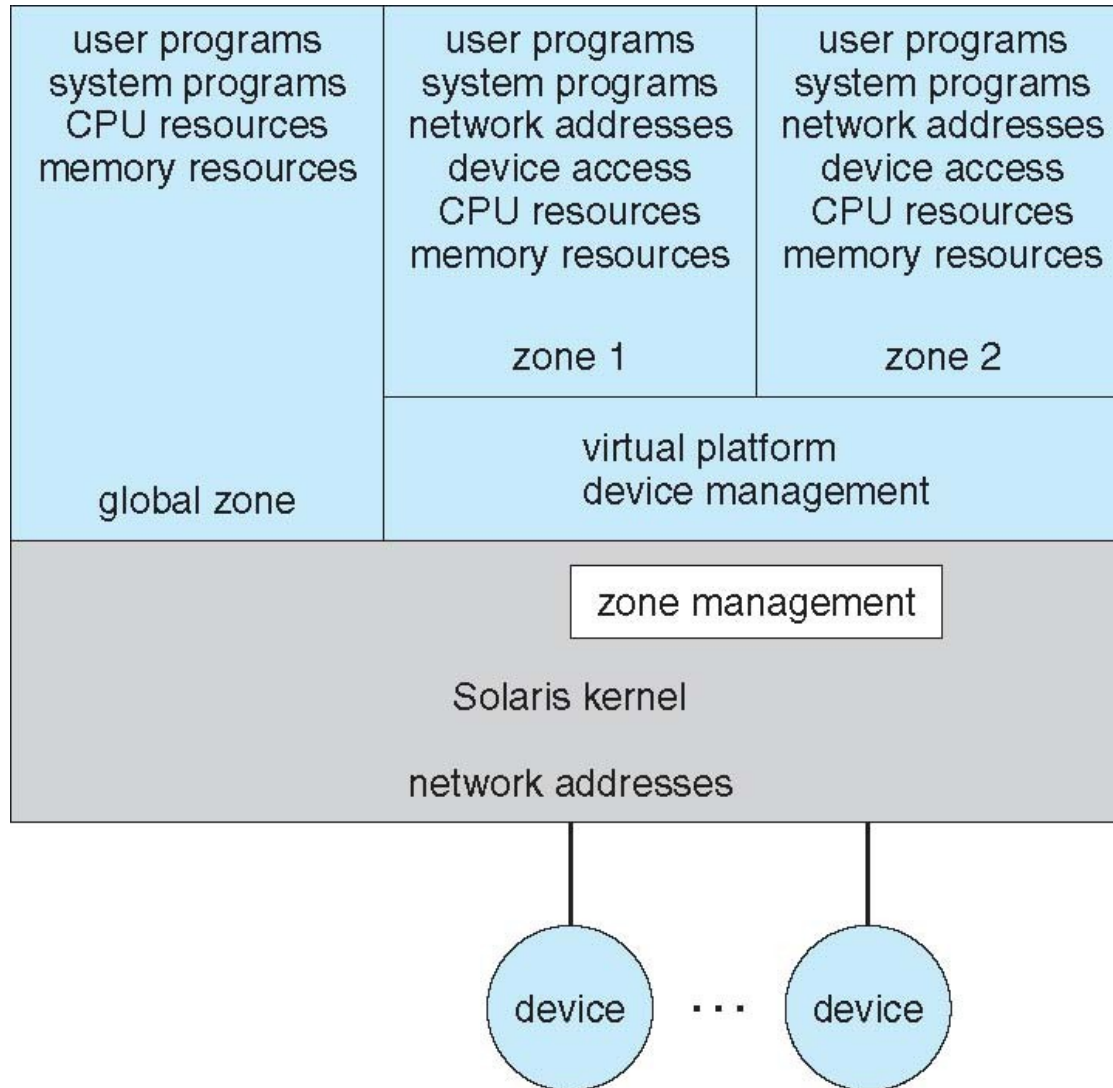 user programs
system programs
CPU resources
memory resources
global zone
user programs
system programs
network addresses
device access
CPU resources
memory resources
zone 1
user programs
system programs
network addresses
device access
CPU resources
memory resources
zone 2
virtual platform
device management
zone management
Solaris kernel
network addresses
device
...
device